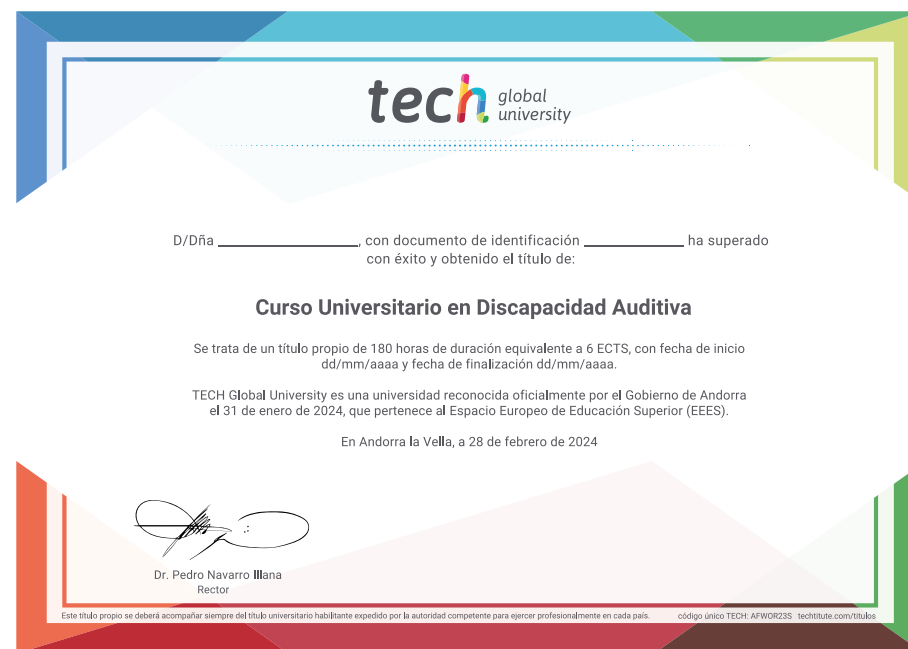 tech global university
D/Dña ____________________, con documento de identificación ______________ ha superado
con éxito y obtenido el título de:
Curso Universitario en Discapacidad Auditiva
Se trata de un título propio de 180 horas de duración equivalente a 6 ECTS, con fecha de inicio
dd/mm/aaaa y fecha de finalización dd/mm/aaaa.
TECH Global University es una universidad reconocida oficialmente por el Gobierno de Andorra
el 31 de enero de 2024, que pertenece al Espacio Europeo de Educación Superior (EEES).
En Andorra la Vella, a 28 de febrero de 2024
Dr. Pedro Navarro Illana
Rector
Este título propio se deberá acompañar siempre del título universitario habilitante expedido por la autoridad competente para ejercer profesionalmente en cada país. código único TECH: AFWOR23S techtitute.com/titulos